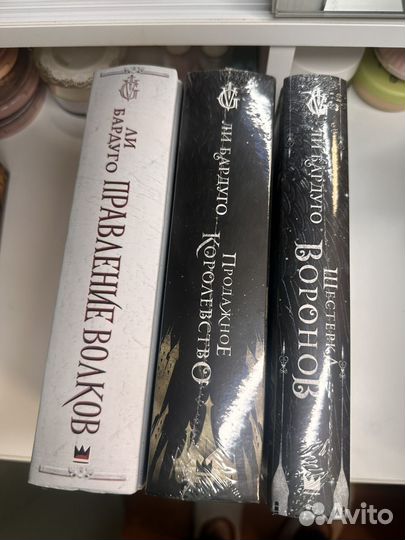 ЛИ
БАРДУГО
ПРАВЛЕНИЕ ВОЛКОВ
ЛИ БАРДУГО
ПРОДАЖНОЕ
КОРОЛЕВСТВО
ЛИ БАРДУГО
ШЕСТЕРКА
ВОРОНОВ
Avito